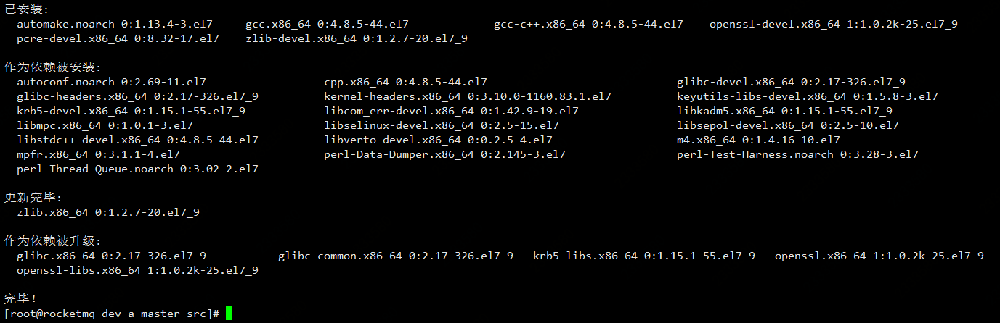 已安装:
automake.noarch 0:1.13.4-3.el7 gcc.x86_64 0:4.8.5-44.el7 gcc-c++.x86_64 0:4.8.5-44.el7 openssl-devel.x86_64 1:1.0.2k-25.el7_9
pcre-devel.x86_64 0:8.32-17.el7 zlib-devel.x86_64 0:1.2.7-20.el7_9
作为依赖被安装:
autoconf.noarch 0:2.69-11.el7 cpp.x86_64 0:4.8.5-44.el7 glibc-devel.x86_64 0:2.17-326.el7_9
glibc-headers.x86_64 0:2.17-326.el7_9 kernel-headers.x86_64 0:3.10.0-1160.83.1.el7 keyutils-libs-devel.x86_64 0:1.5.8-3.el7
krb5-devel.x86_64 0:1.15.1-55.el7_9 libcom_err-devel.x86_64 0:1.42.9-19.el7 libkadm5.x86_64 0:1.15.1-55.el7_9
libmpc.x86_64 0:1.0.1-3.el7 libselinux-devel.x86_64 0:2.5-15.el7 libsepol-devel.x86_64 0:2.5-10.el7
libstdc++-devel.x86_64 0:4.8.5-44.el7 libverto-devel.x86_64 0:0.2.5-4.el7 m4.x86_64 0:1.4.16-10.el7
mpfr.x86_64 0:3.1.1-4.el7 perl-Data-Dumper.x86_64 0:2.145-3.el7 perl-Test-Harness.noarch 0:3.28-3.el7
perl-Thread-Queue.noarch 0:3.02-2.el7
更新完毕:
zlib.x86_64 0:1.2.7-20.el7_9
作为依赖被升级:
glibc.x86_64 0:2.17-326.el7_9 glibc-common.x86_64 0:2.17-326.el7_9 krb5-libs.x86_64 0:1.15.1-55.el7_9 openssl.x86_64 1:1.0.2k-25.el7_9
openssl-libs.x86_64 1:1.0.2k-25.el7_9
完毕！
[root@rocketmq-dev-a-master src]#